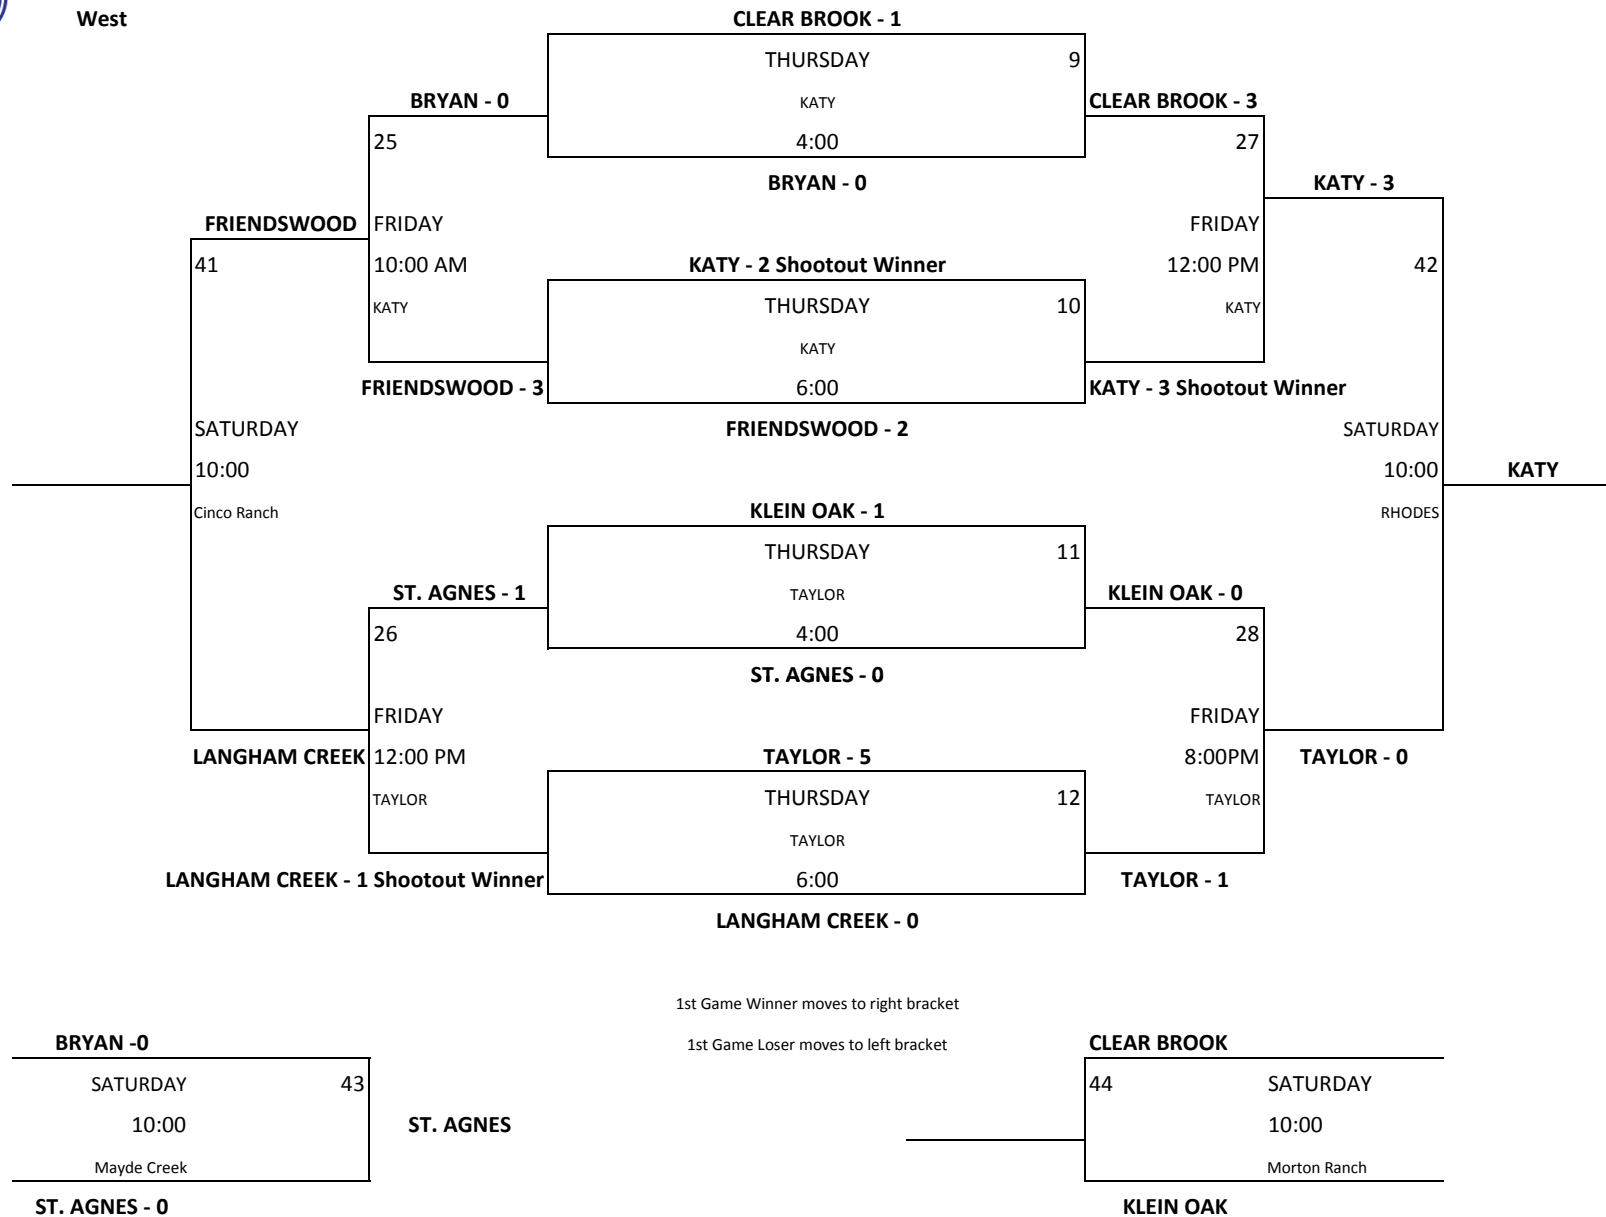 West
CLEAR BROOK - 1
THURSDAY 9
BRYAN - 0
KATY
CLEAR BROOK - 3
25
4:00
27
BRYAN - 0
KATY - 3
FRIENDSWOOD
FRIDAY
FRIDAY
41
10:00 AM
KATY - 2 Shootout Winner
12:00 PM
42
KATY
THURSDAY 10
KATY
KATY
FRIENDSWOOD - 3
6:00
KATY - 3 Shootout Winner
SATURDAY
FRIENDSWOOD - 2
SATURDAY
10:00
10:00
KATY
Cinco Ranch
KLEIN OAK - 1
RHODES
THURSDAY 11
ST. AGNES - 1
TAYLOR
KLEIN OAK - 0
26
4:00
28
ST. AGNES - 0
FRIDAY
FRIDAY
LANGHAM CREEK
12:00 PM
TAYLOR - 5
8:00PM
TAYLOR - 0
TAYLOR
THURSDAY 12
TAYLOR
TAYLOR
LANGHAM CREEK - 1 Shootout Winner
6:00
TAYLOR - 1
LANGHAM CREEK - 0
1st Game Winner moves to right bracket
BRYAN -0
1st Game Loser moves to left bracket
CLEAR BROOK
SATURDAY 43
44 SATURDAY
10:00
ST. AGNES
10:00
Mayde Creek
Morton Ranch
ST. AGNES - 0
KLEIN OAK